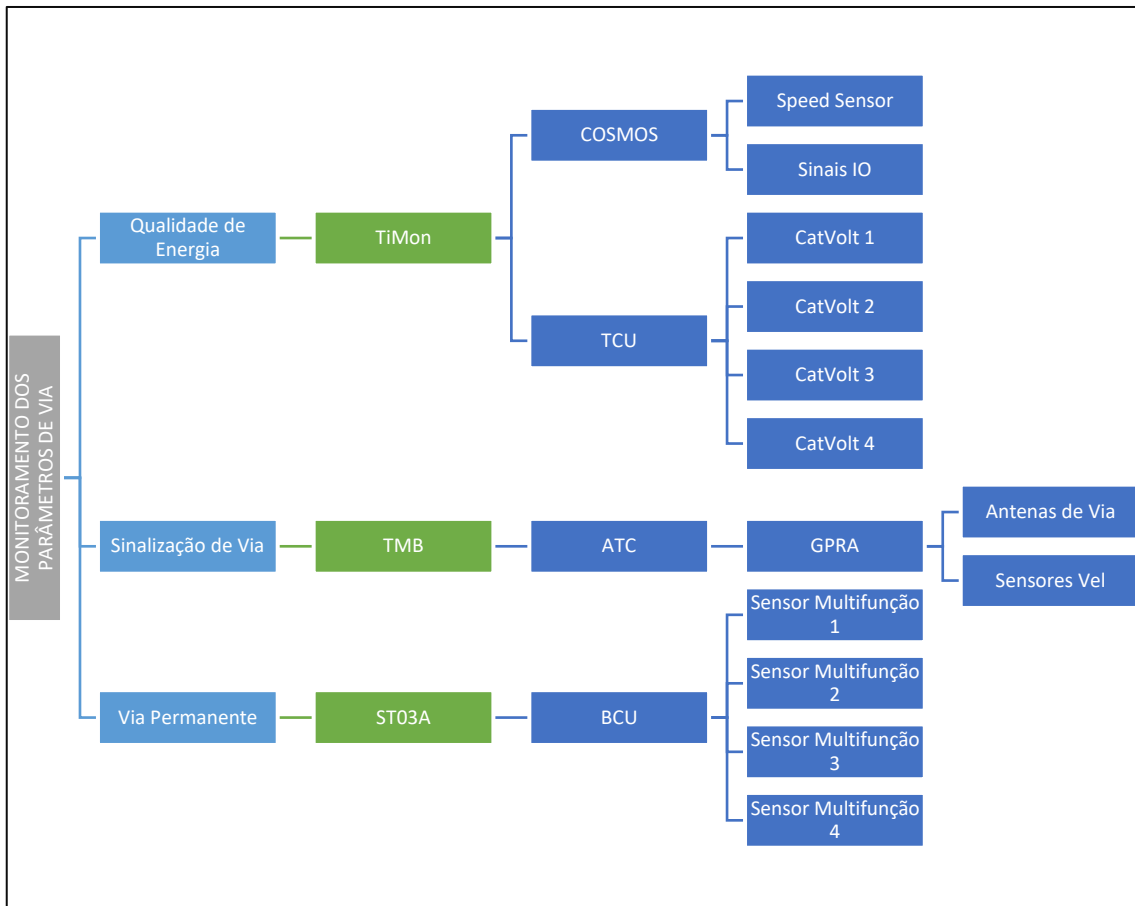 MONITORAMENTO DOS
PARÂMETROS DE VIA
Qualidade de
Energia
TiMon
COSMOS
Speed Sensor
Sinais IO
TCU
CatVolt 1
CatVolt 2
CatVolt 3
CatVolt 4
Sinalização de Via
TMB
ATC
GPRA
Antenas de Via
Sensores Vel
Via Permanente
ST03A
BCU
Sensor Multifunção
1
Sensor Multifunção
2
Sensor Multifunção
3
Sensor Multifunção
4